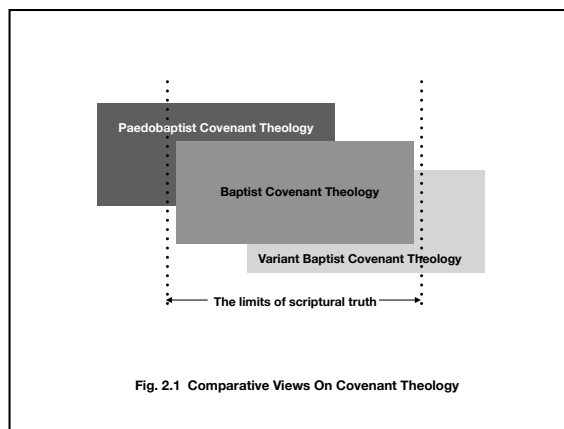 Paedobaptist Covenant Theology
Baptist Covenant Theology
Variant Baptist Covenant Theology
The limits of scriptural truth
Fig. 2.1 Comparative Views On Covenant Theology